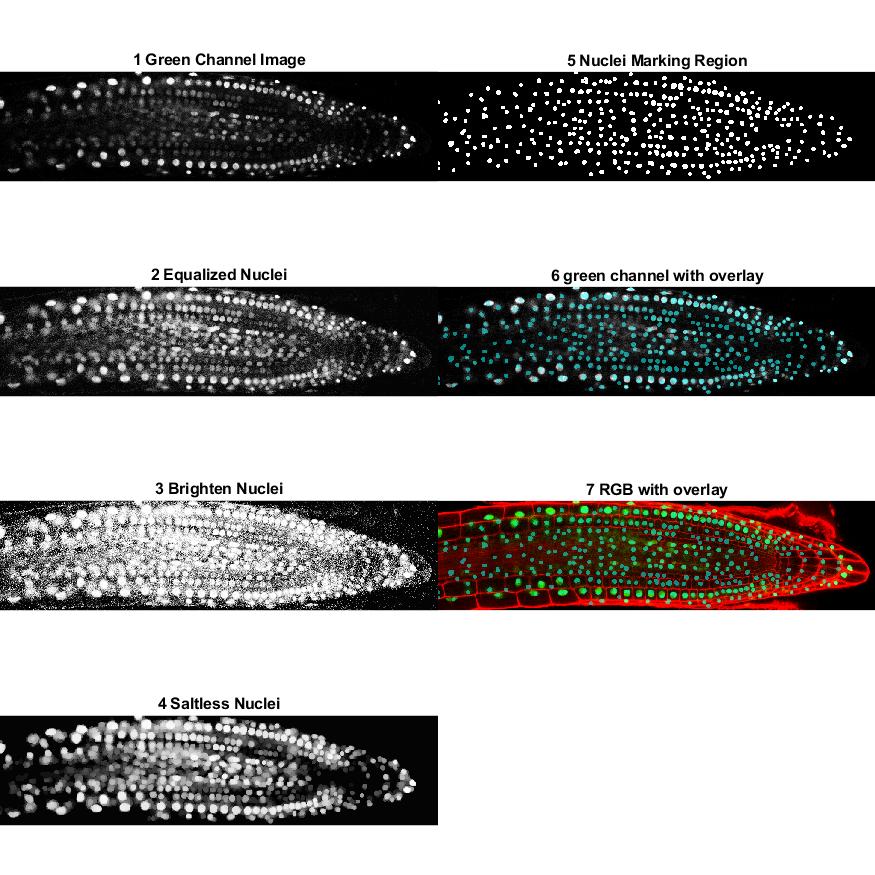 1 Green Channel Image
2 Equalized Nuclei
3 Brighten Nuclei
4 Saltless Nuclei
5 Nuclei Marking Region
6 green channel with overlay
7 RGB with overlay